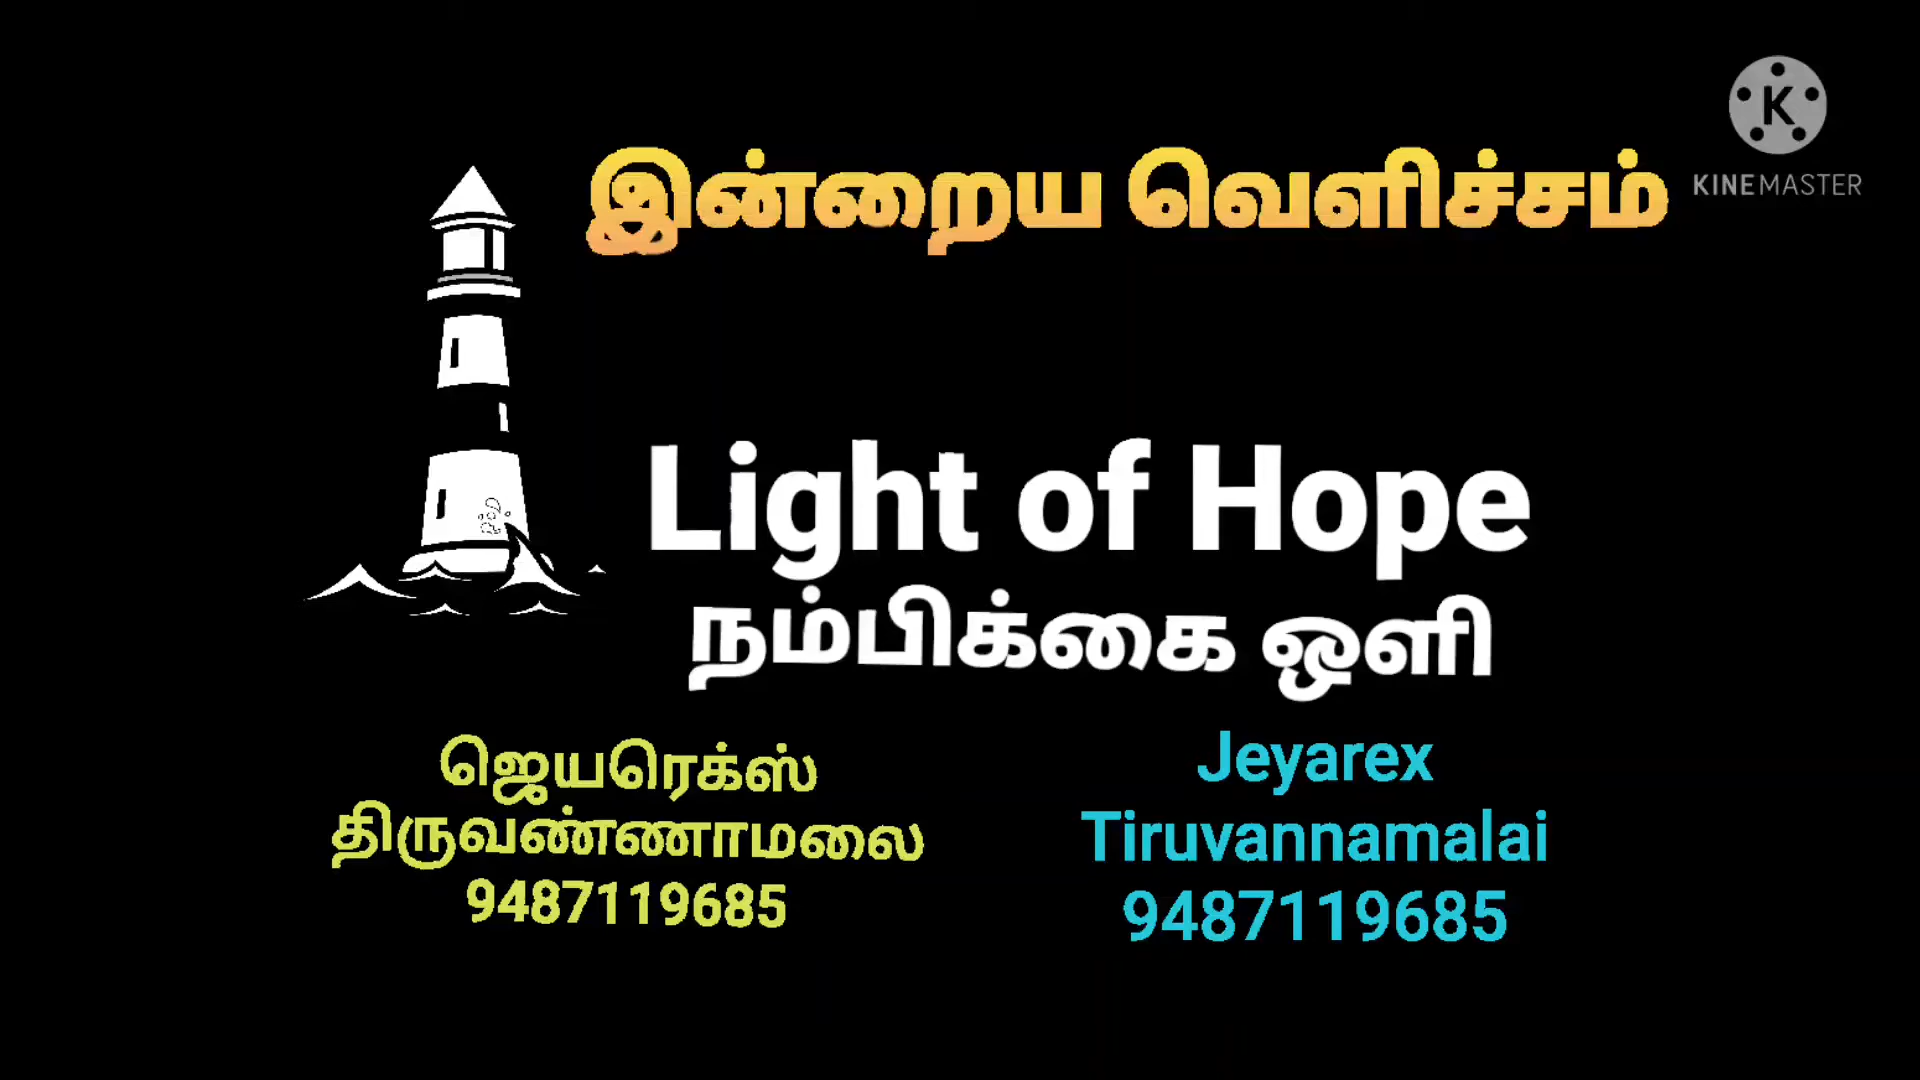 இன்றைய வெளிச்சம்
KINEMASTER
Light of Hope
நம்பிக்கை ஒளி
ஜெயரெக்ஸ்
திருவண்ணாமலை
9487119685
Jeyarex
Tiruvannamalai
9487119685